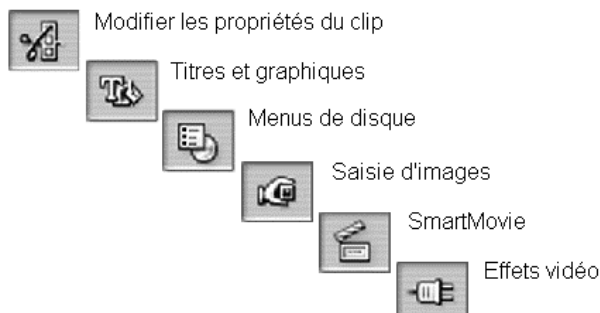 Modifier les propriétés du clip
Titres et graphiques
Menus de disque
Saisie d'images
SmartMovie
Effets vidéo